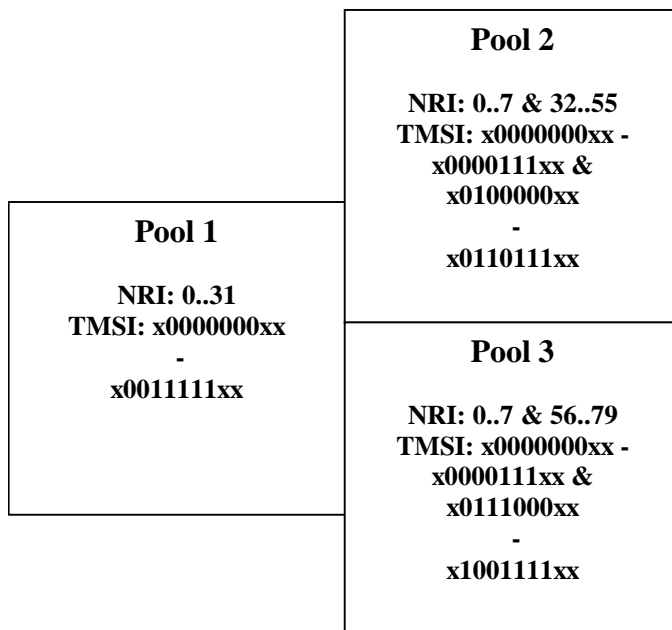 Pool 2
NRI: 0..7 & 32..55
TMSI: x0000000xx -
x0000111xx &
x0100000xx
-
x0110111xx
Pool 1
NRI: 0..31
TMSI: x0000000xx
-
x0011111xx
Pool 3
NRI: 0..7 & 56..79
TMSI: x0000000xx -
x0000111xx &
x0111000xx
-
x1001111xx